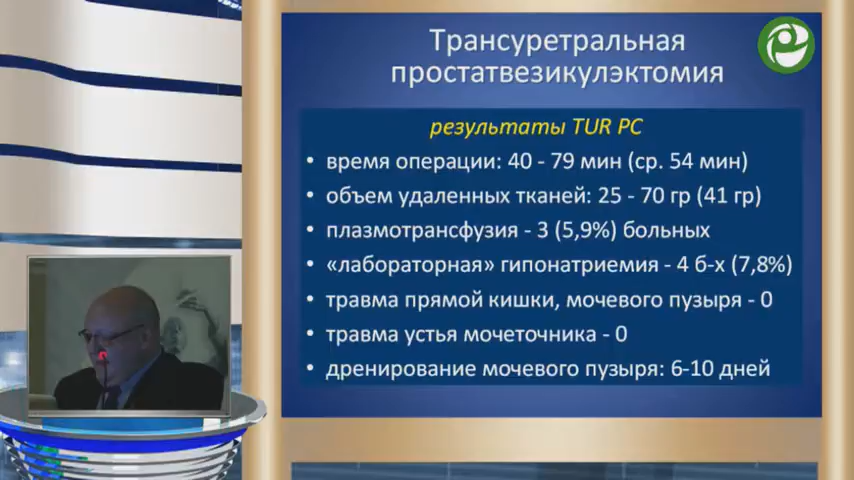 Трансуретральная
простатвезикулэктомия
результаты TUR PC
• время операции: 40 - 79 мин (ср. 54 мин)
• объем удаленных тканей: 25 - 70 гр (41 гр)
• плазмотрансфузия - 3 (5,9%) больных
• «лабораторная» гипонатриемия - 4 б-х (7,8%)
• травма прямой кишки, мочевого пузыря - 0
• травма устья мочеточника - 0
• дренирование мочевого пузыря: 6-10 дней